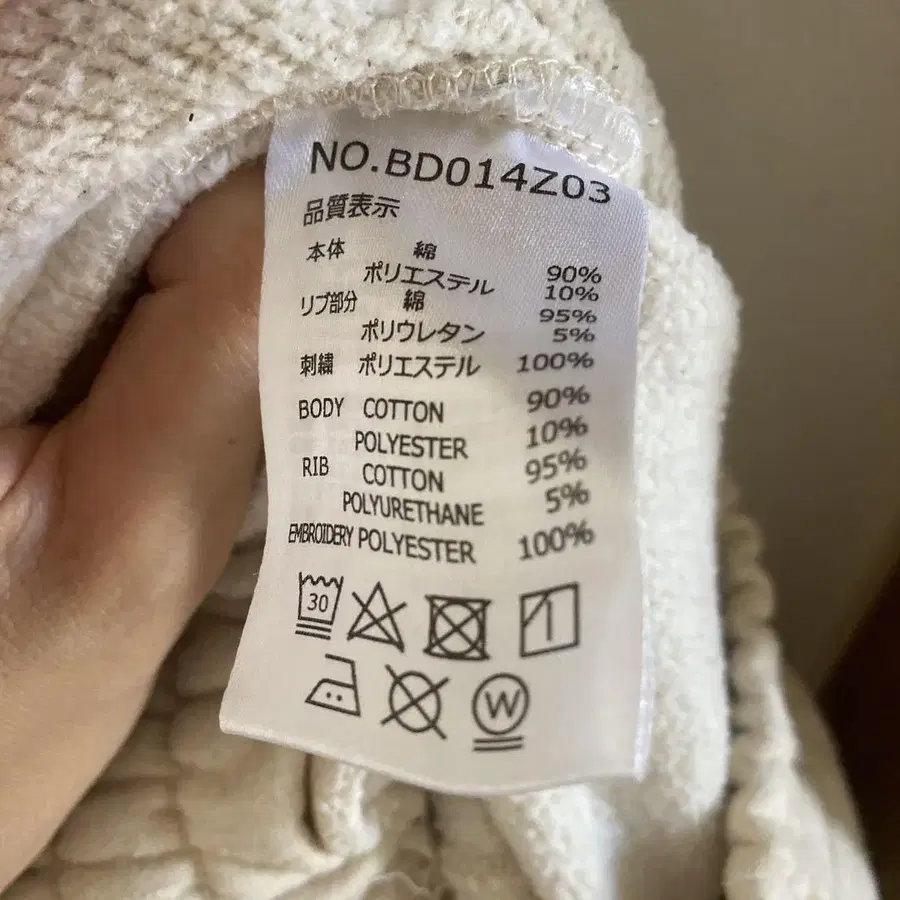 NO.BD014Z03
品質表示
本体 綿 90%
ポリエステル 10%
リブ部分 綿 95%
ポリウレタン 5%
刺繍 ポリエステル 100%
BODY COTTON 90%
POLYESTER 10%
RIB COTTON 95%
POLYURETHANE 5%
EMBROIDERY POLYESTER 100%
30
W